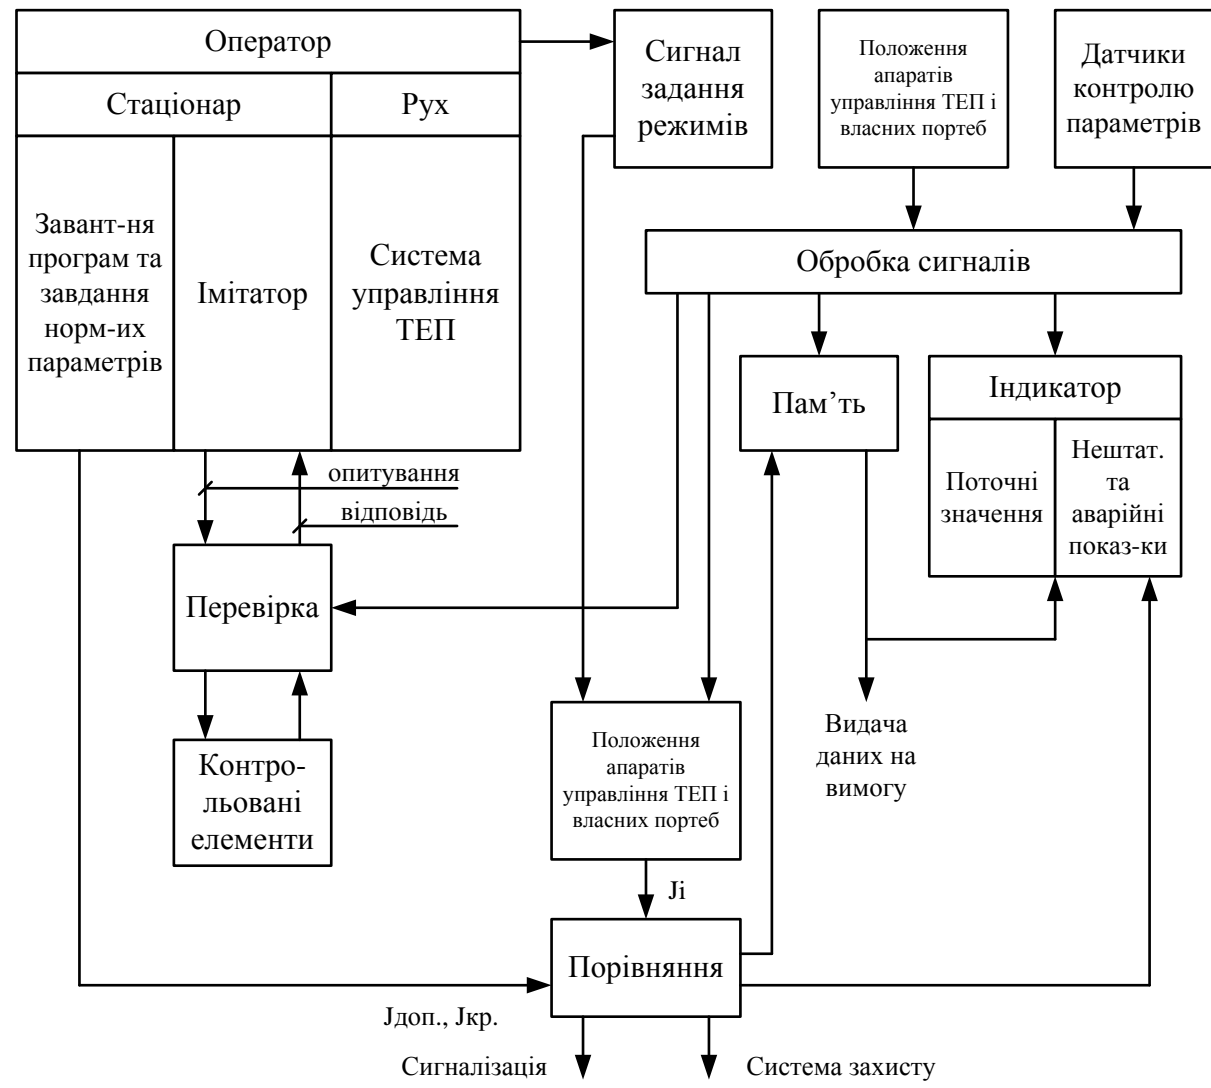 Оператор
Стаціонар
Рух
Завант-ня
програм та
завдання
норм-их
параметрів
Імітатор
Система
управління
ТЕП
Сигнал
задання
режимів
Положення
апаратів
управління ТЕП і
власних портеб
Датчики
контролю
параметрів
Обробка сигналів
Пам’ть
Індикатор
Поточні
значення
Нештат.
та
аварійні
показ-ки
опитування
відповідь
Перевірка
Контро-
льовані
елементи
Положення
апаратів
управління ТЕП і
власних портеб
Видача
даних на
вимогу
Jі
Порівняння
Jдоп., Jкр.
Сигналізація
Система захисту